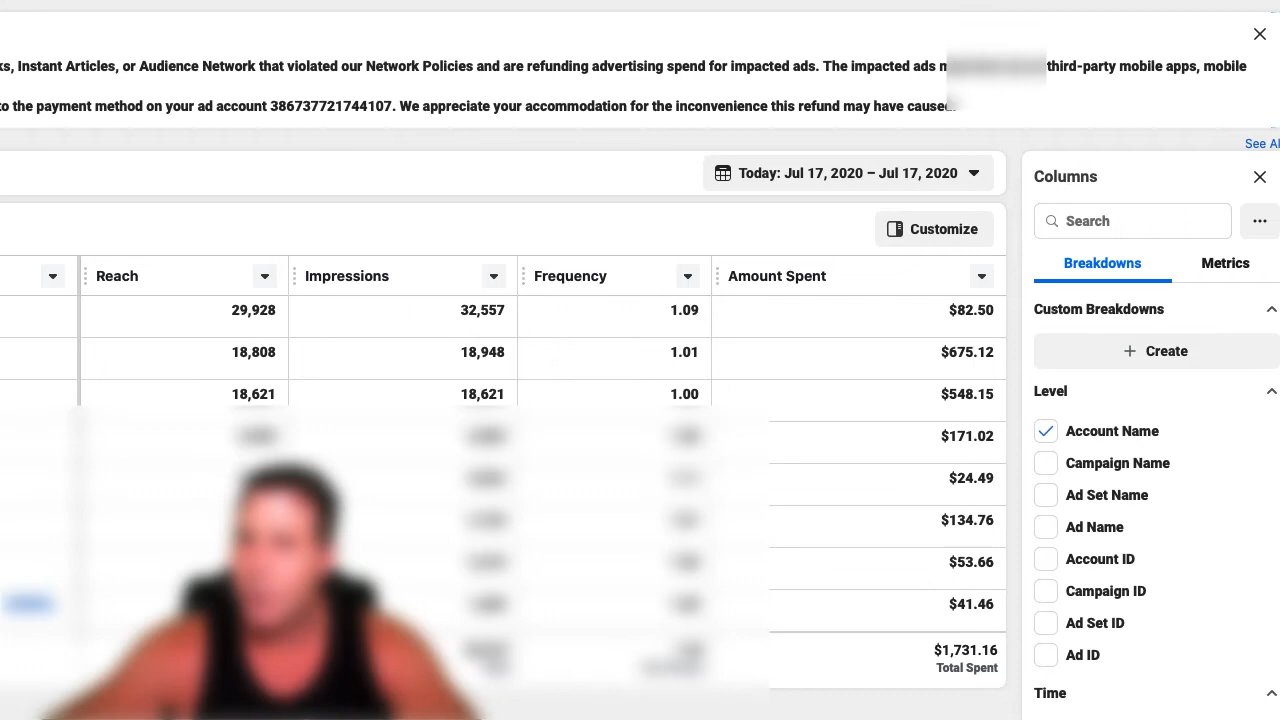 ks, Instant Articles, or Audience Network that violated our Network Policies and are refunding advertising spend for impacted ads. The impacted ads third-party mobile apps, mobile
to the payment method on your ad account 386737721744107. We appreciate your accommodation for the inconvenience this refund may have caused.
See Al
Today: Jul 17, 2020 – Jul 17, 2020
Customize
Reach Impressions Frequency Amount Spent
29,928 32,557 1.09 $82.50
18,808 18,948 1.01 $675.12
18,621 18,621 1.00 $548.15
$171.02
$24.49
$134.76
$53.66
$41.46
$1,731.16
Total Spent
Columns
Search
Breakdowns Metrics
Custom Breakdowns
+ Create
Level
Account Name
Campaign Name
Ad Set Name
Ad Name
Account ID
Campaign ID
Ad Set ID
Ad ID
Time